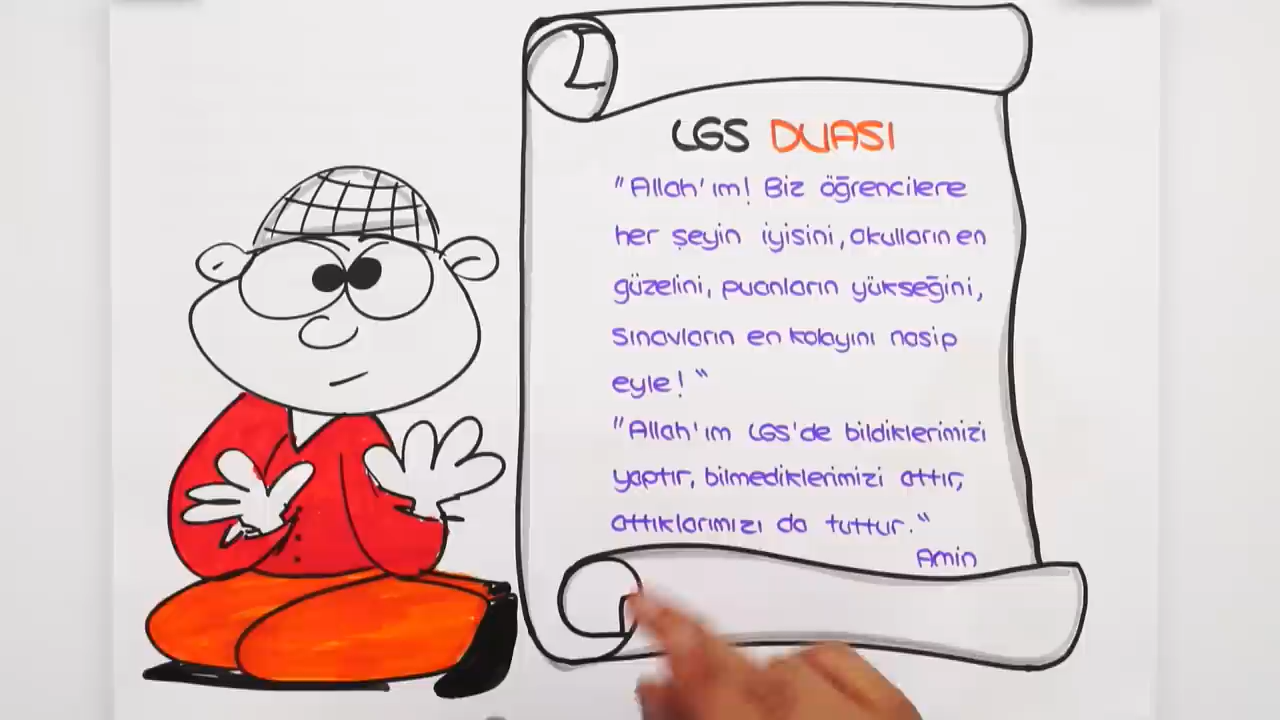 LGS DUASI
"Allah'ım! Biz öğrencilere
her şeyin iyisini, okulların en
güzelini, puanların yükseğini,
sınavların en kolayını nasip
eyle!"
"Allah'ım LGS'de bildiklerimizi
yaptır, bilmediklerimizi attır,
attıklarımızı da tuttur."
Amin